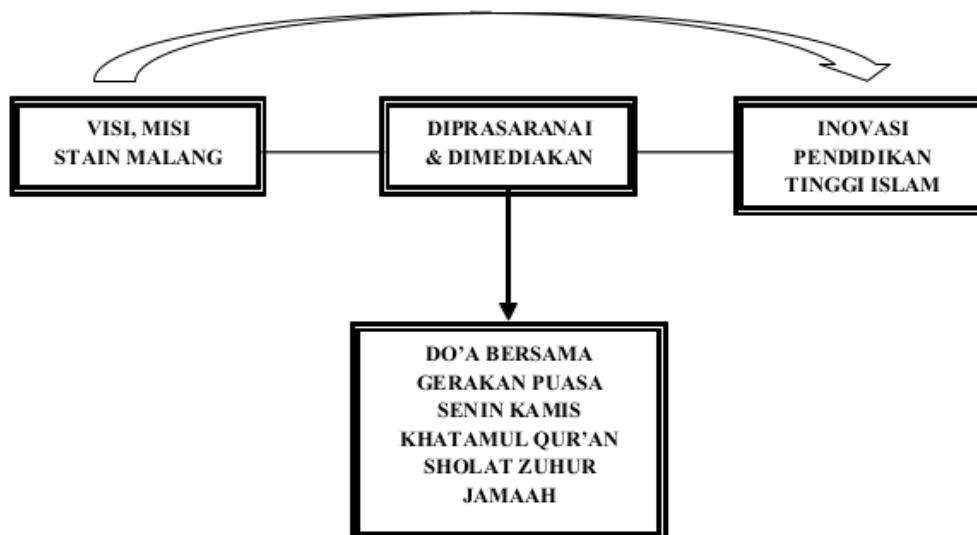 VISI, MISI
STAIN MALANG
DIPRASARANAI
& DIMEDIAKAN
INOVASI
PENDIDIKAN
TINGGI ISLAM
DO’A BERSAMA
GERAKAN PUASA
SENIN KAMIS
KHATAMUL QUR’AN
SHOLAT ZUHUR
JAMAAH